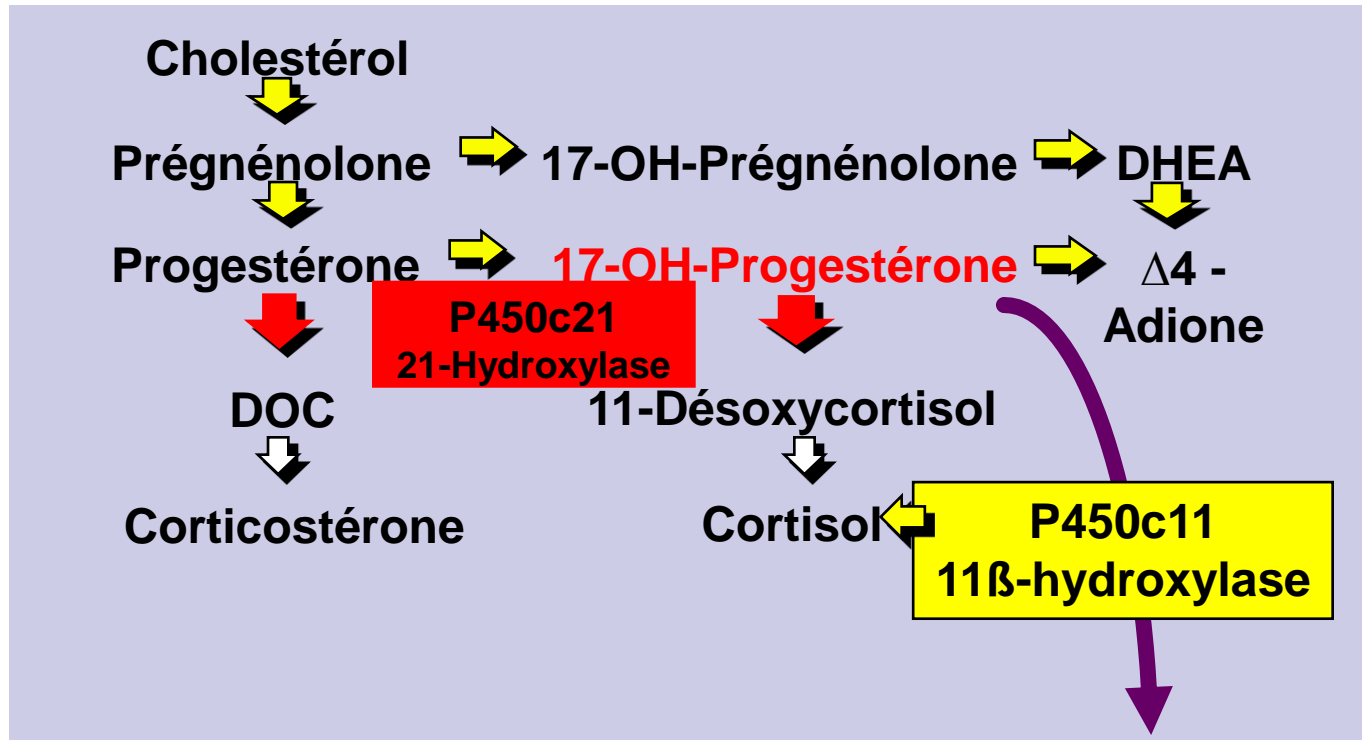 Cholestérol
Prégnénolone 17-OH-Prégnénolone DHEA
Progestérone 17-OH-Progestérone Δ4 -
Adione
P450c21
21-Hydroxylase
DOC 11-Désoxycortisol
Corticostérone Cortisol
P450c11
11ß-hydroxylase